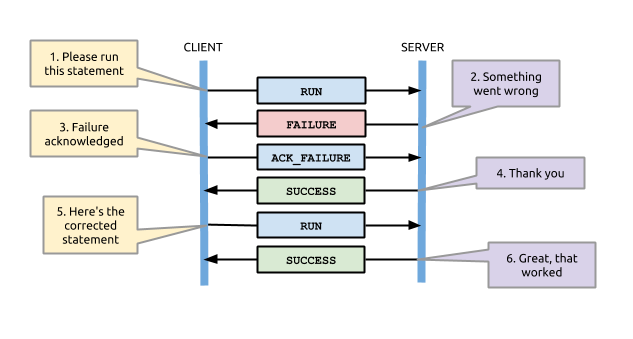 CLIENT
SERVER
1. Please run
this statement
RUN
2. Something
went wrong
FAILURE
3. Failure
acknowledged
ACK_FAILURE
4. Thank you
SUCCESS
5. Here's the
corrected
statement
RUN
SUCCESS
6. Great, that
worked